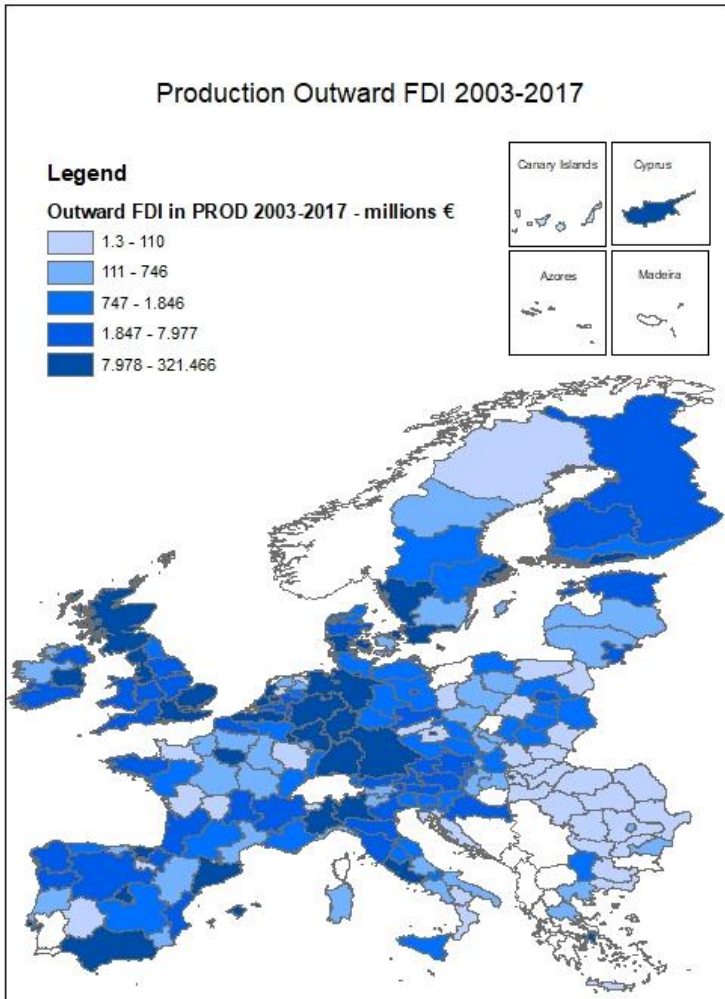 Production Outward FDI 2003-2017
Legend
Outward FDI in PROD 2003-2017 - millions €
1.3 - 110
111 - 746
747 - 1.846
1.847 - 7.977
7.978 - 321.466
Canary Islands
Cyprus
Azores
Madeira